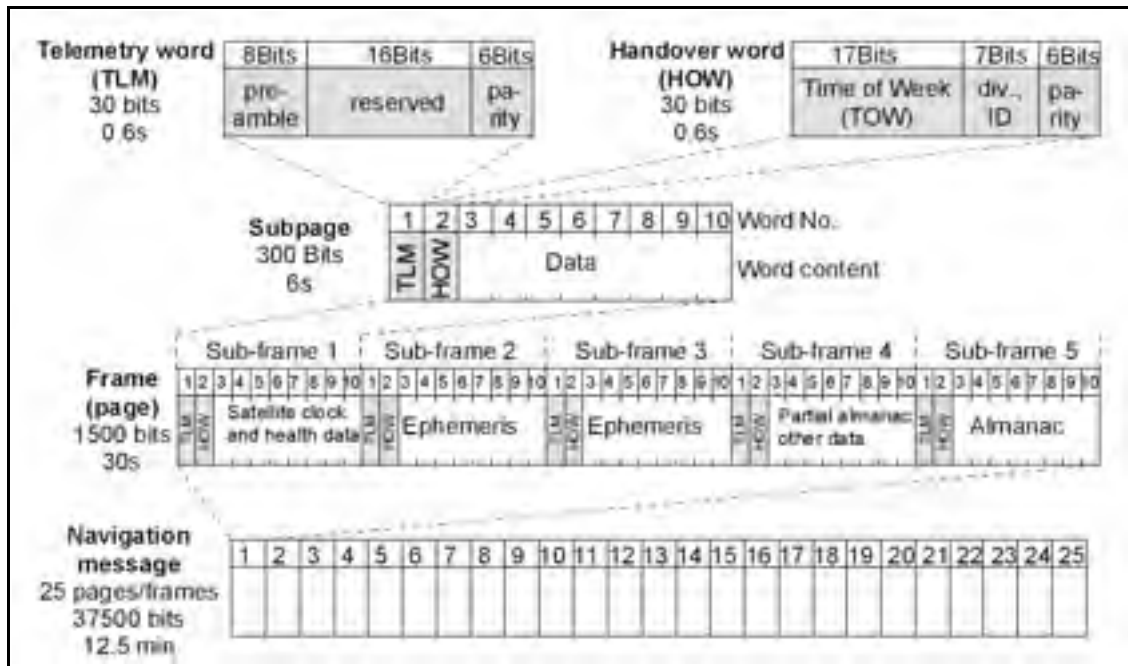 Telemetry word
(TLM)
30 bits
0.6s
8Bits 16Bits 6Bits
pre-
amble
reserved
pa-
rity
Handover word
(HOW)
30 bits
0,6s
17Bits 7Bits 6Bits
Time of Week
(TOW)
div.,
ID
pa-
rity
Subpage
300 Bits
6s
1 2 3 4 5 6 7 8 9 10 Word No.
TLM HOW Data Word content
Sub-frame 1 Sub-frame 2 Sub-frame 3 Sub-frame 4 Sub-frame 5
Frame
(page)
1500 bits
30s
1 2 3 4 5 6 7 8 9 10 1 2 3 4 5 6 7 8 9 10 1 2 3 4 5 6 7 8 9 10 1 2 3 4 5 6 7 8 9 10 1 2 3 4 5 6 7 8 9 10
TLM HOW Satellite clock
and health data
TLM HOW Ephemeris
TLM HOW Ephemeris
TLM HOW Partial almanac,
other data
TLM HOW Almanac
Navigation
message
25 pages/frames
37500 bits
12.5 min
1 2 3 4 5 6 7 8 9 10 11 12 13 14 15 16 17 18 19 20 21 22 23 24 25